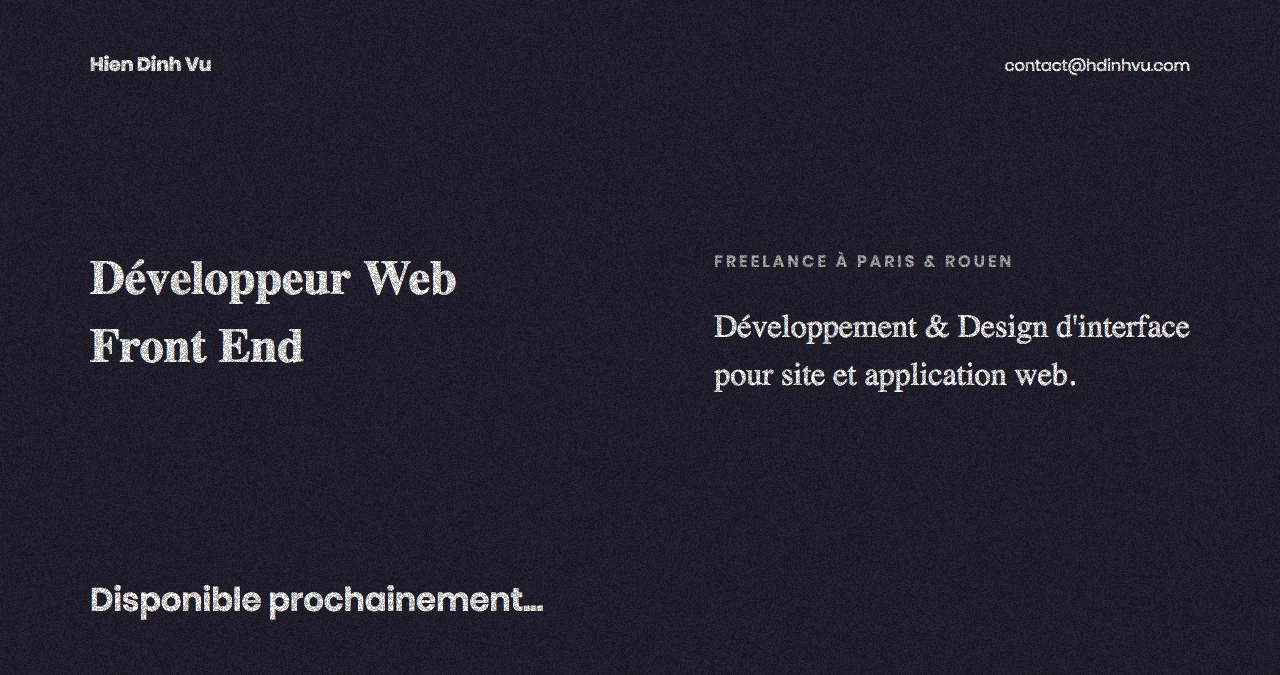 Hien Dinh Vu
contact@hdinhvu.com
Développeur Web
Front End
FREELANCE À PARIS & ROUEN
Développement & Design d'interface
pour site et application web.
Disponible prochainement...